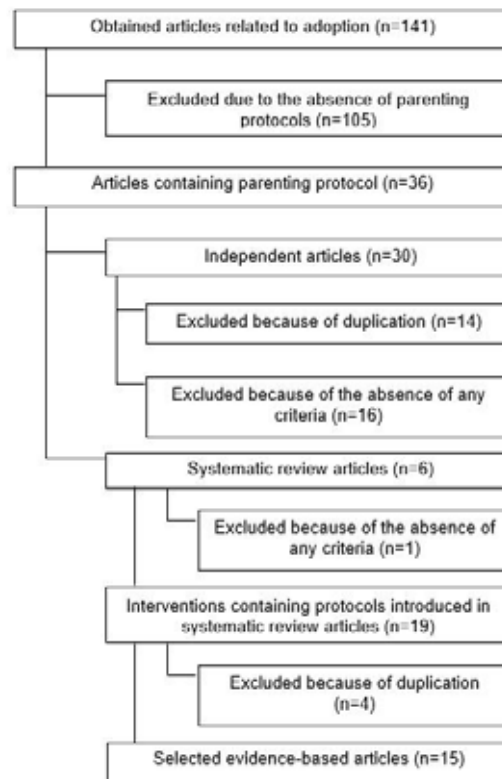 Obtained articles related to adoption (n=141)
Excluded due to the absence of parenting
protocols (n=105)
Articles containing parenting protocol (n=36)
Independent articles (n=30)
Excluded because of duplication (n=14)
Excluded because of the absence of any
criteria (n=16)
Systematic review articles (n=6)
Excluded because of the absence of
any criteria (n=1)
Interventions containing protocols introduced in
systematic review articles (n=19)
Excluded because of duplication
(n=4)
Selected evidence-based articles (n=15)